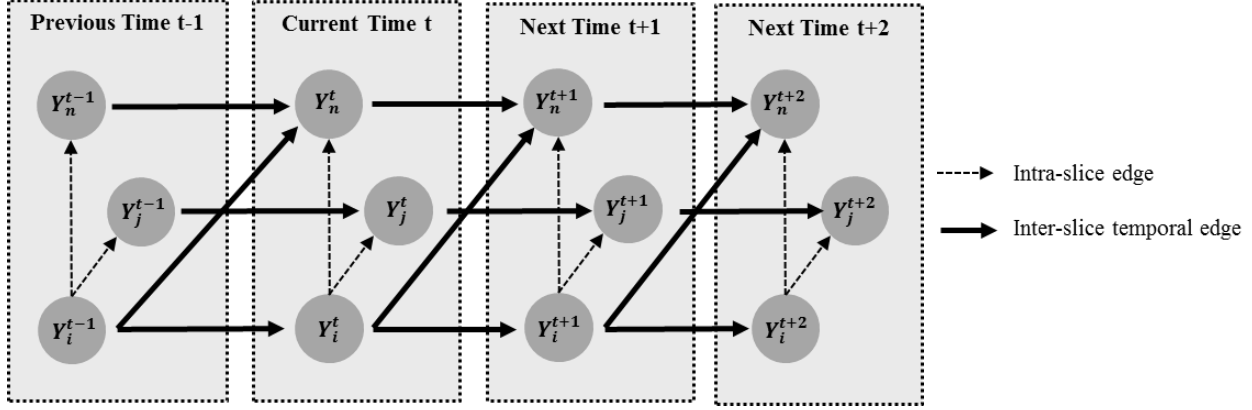 Previous Time t-1
Current Time t
Next Time t+1
Next Time t+2
Y_n^{t-1}
Y_n^{t}
Y_n^{t+1}
Y_n^{t+2}
Y_j^{t-1}
Y_j^{t}
Y_j^{t+1}
Y_j^{t+2}
Y_i^{t-1}
Y_i^{t}
Y_i^{t+1}
Y_i^{t+2}
Intra-slice edge
Inter-slice temporal edge